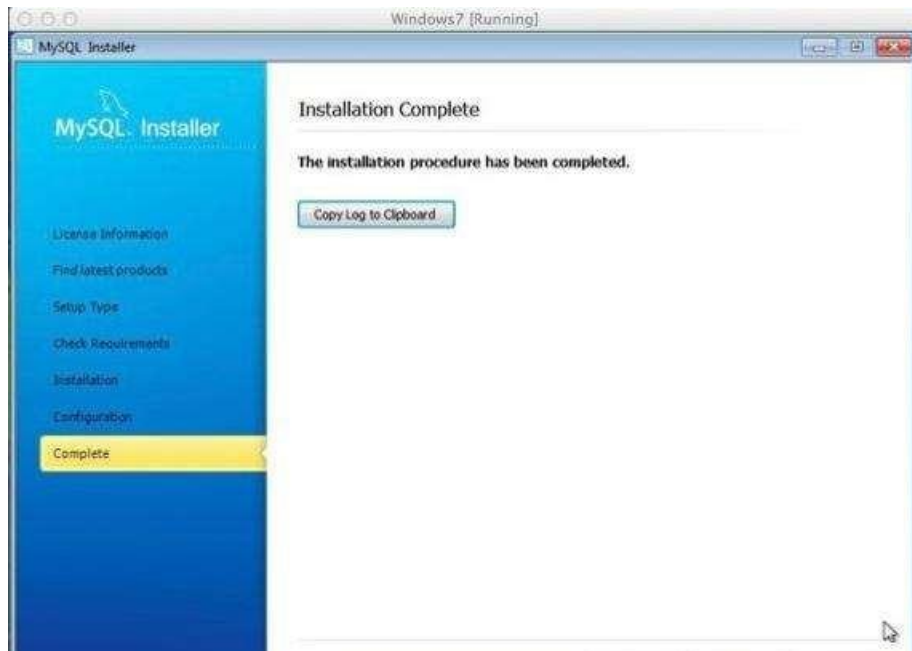 Windows7 [Running]
MySQL Installer
MySQL. Installer
Installation Complete
The installation procedure has been completed.
Copy Log to Clipboard
License Information
Find latest products
Setup Type
Check Requirements
Installation
Configuration
Complete